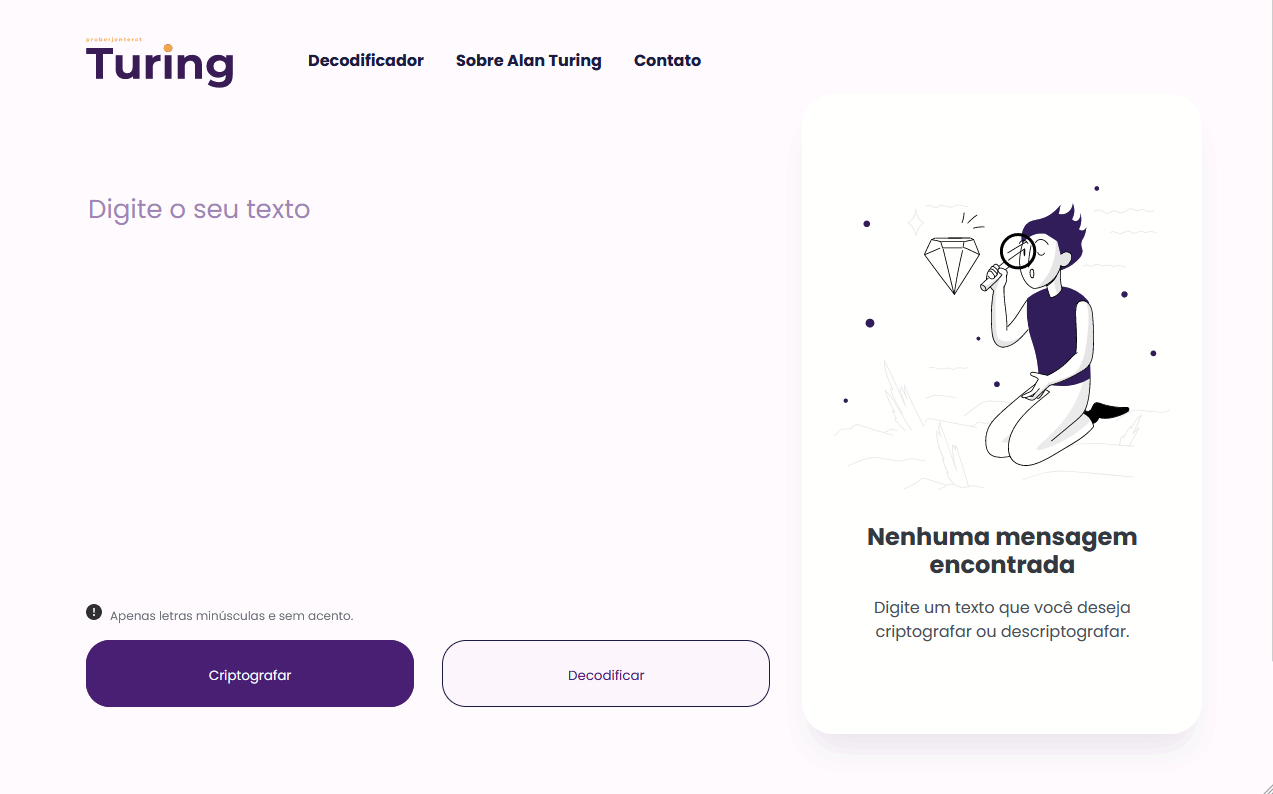 proberjenterot
Turing
Decodificador
Sobre Alan Turing
Contato
Digite o seu texto
Nenhuma mensagem
encontrada
Digite um texto que você deseja
criptografar ou descriptografar.
Apenas letras minúsculas e sem acento.
Criptografar
Decodificar